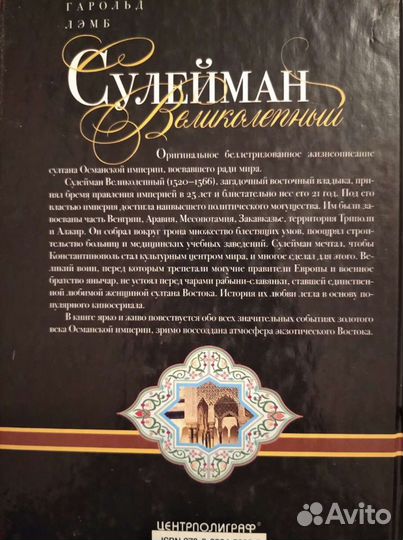 ГАРОЛЬД
ЛЭМБ
СУЛЕЙМАН
Великолепный
Оригинальное беллетризованное жизнеописание
султана Османской империи, воевавшего ради мира.
Сулейман Великолепный (1520—1566), загадочный восточный владыка, при-
нял бремя правления империей в 25 лет и блистательно нес его 21 год. Под его
властью империя достигла наивысшего политического могущества. Им были за-
воеваны часть Венгрии, Аравия, Месопотамия, Закавказье, территория Триполи
и Алжир. Он собрал вокруг трона множество блестящих умов, поощрял строи-
тельство больниц и медицинских учебных заведений. Сулейман мечтал, чтобы
Константинополь стал культурным центром мира, и многое сделал для этого. Ве-
ликий воин, перед которым трепетали могучие правители Европы и военное
братство янычар, не устоял перед чарами рабыни-славянки, ставшей единствен-
ной любимой женщиной султана Востока. История их любви легла в основу по-
пулярного киносериала.
В книге ярко и живо повествуется обо всех значительных событиях золотого
века Османской империи, зримо воссоздана атмосфера экзотического Востока.
ЦЕНТРПОЛИГРАФ®
Avito